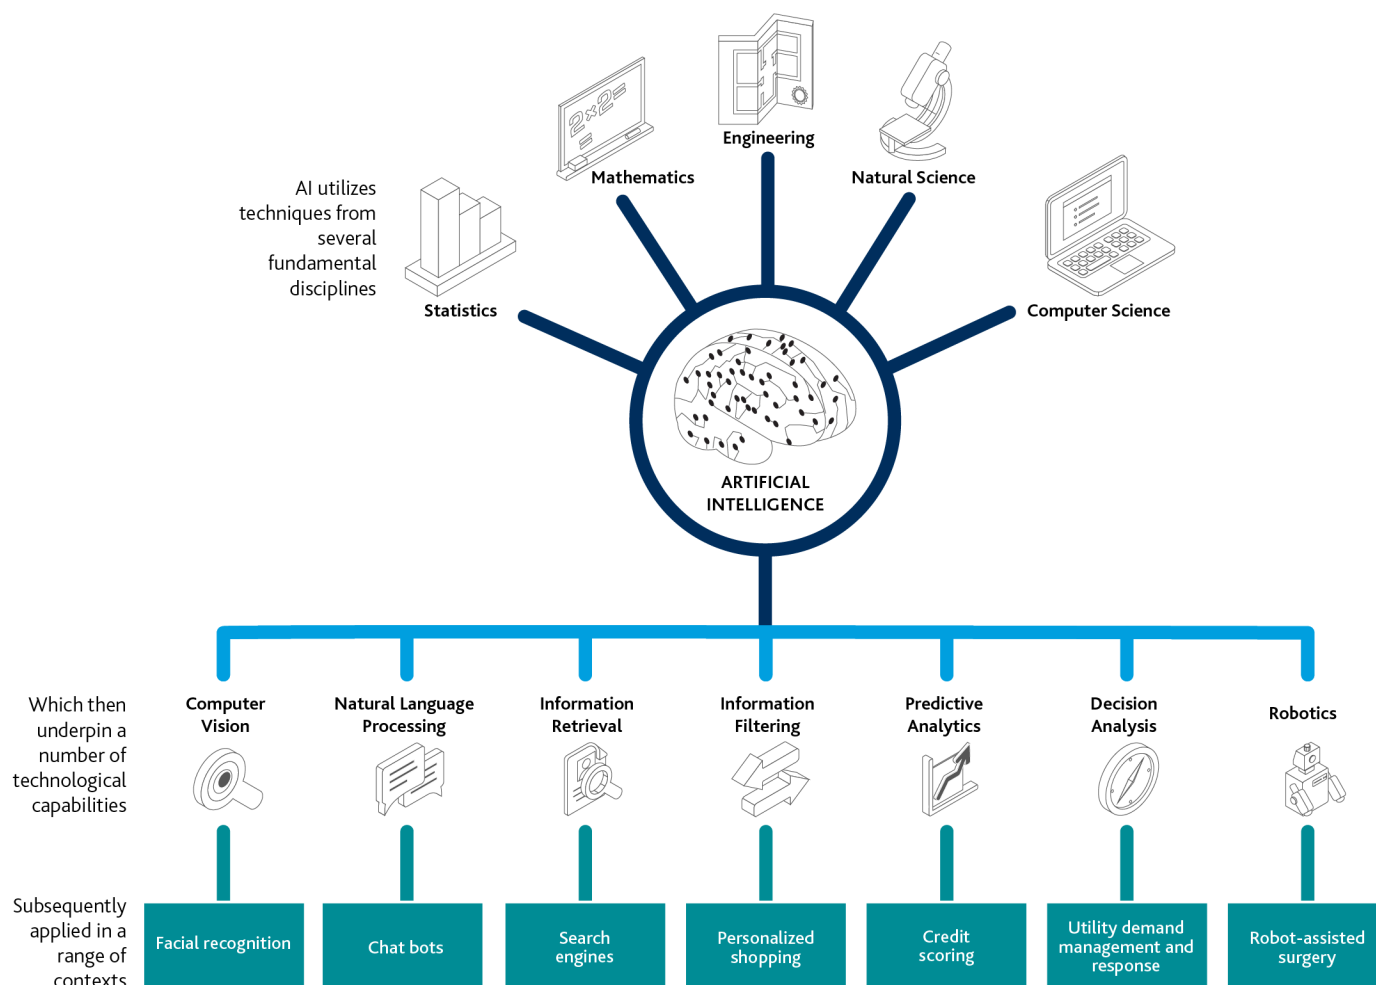 Engineering
Mathematics
Natural Science
AI utilizes
techniques from
several
fundamental
disciplines
2×2=
=
Statistics
Computer Science
ARTIFICIAL
INTELLIGENCE
Which then
underpin a
number of
technological
capabilities
Computer
Vision
Natural Language
Processing
Information
Retrieval
Information
Filtering
Predictive
Analytics
Decision
Analysis
Robotics
Subsequently
applied in a
range of
contexts
Facial recognition
Chat bots
Search
engines
Personalized
shopping
Credit
scoring
Utility demand
management and
response
Robot-assisted
surgery